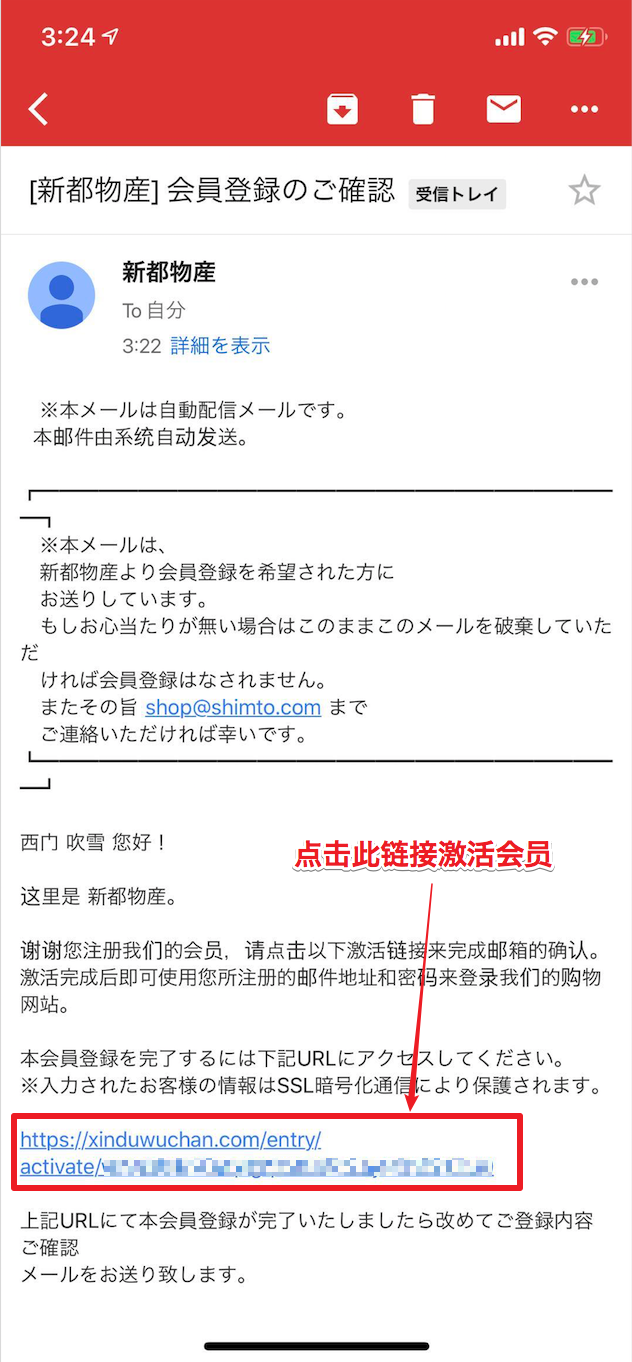 3:24
[新都物産] 会員登録のご確認 受信トレイ
新都物産
To 自分
3:22 詳細を表示
※本メールは自動配信メールです。
本邮件由系统自动发送。
┏━━━━━━━━━━━━━━━━━━━━
━┓
※本メールは、
新都物産より会員登録を希望された方に
お送りしています。
もしお心当たりが無い場合はこのままこのメールを破棄していた
だ
ければ会員登録はなされません。
またその旨 shop@shimto.com まで
ご連絡いただければ幸いです。
┗━━━━━━━━━━━━━━━━━━━━
━┛
西门 吹雪 您好！
点击此链接激活会员
这里是 新都物産。
谢谢您注册我们的会员，请点击以下激活链接来完成邮箱的确认。
激活完成后即可使用您所注册的邮件地址和密码来登录我们的购物
网站。
本会員登録を完了するには下記URLにアクセスしてください。
※入力されたお客様の情報はSSL暗号化通信により保護されます。
https://xinduwuchan.com/entry/
activate/
上記URLにて本会員登録が完了いたしましたら改めてご登録内容
ご確認
メールをお送り致します。